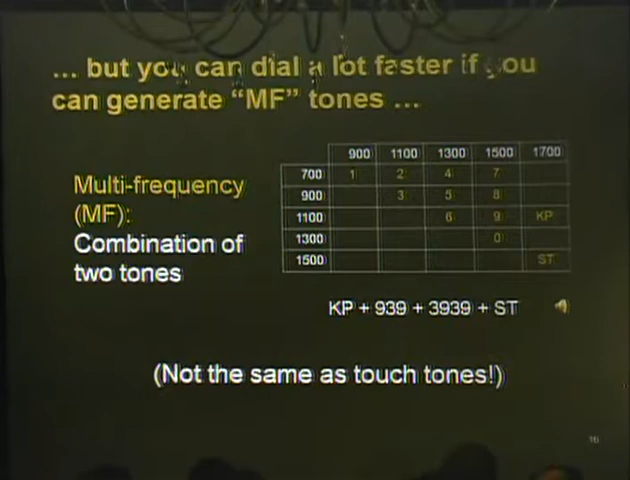 ... but you can dial a lot faster if you
can generate “MF” tones ...
Multi-frequency
(MF):
Combination of
two tones
900 1100 1300 1500 1700
700 1 2 4 7
900 3 5 8
1100 6 9 KP
1300 0
1500 ST
KP + 939 + 3939 + ST
(Not the same as touch tones!)
16